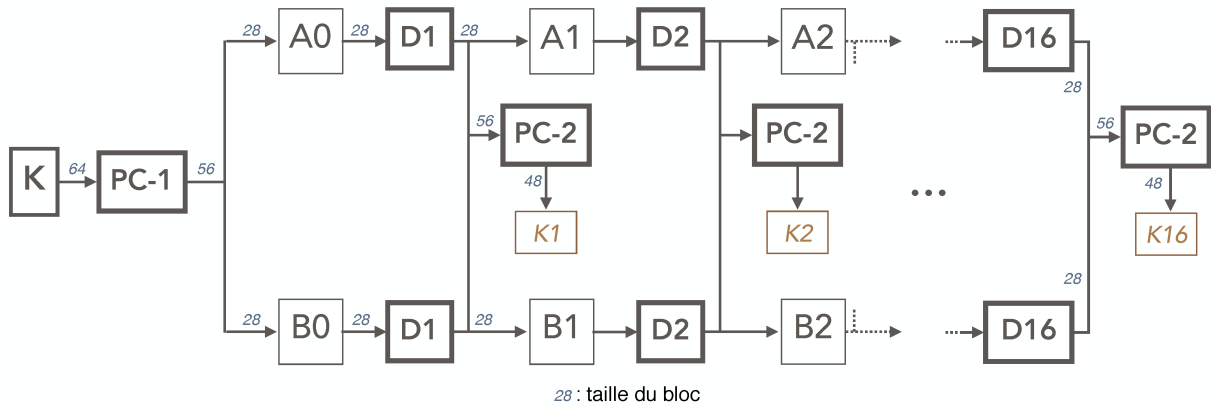 28 A0 28 D1 28 A1 D2 A2 D16
28
K 64 PC-1 56
56 PC-2 PC-2 56 PC-2
48 48
K1 K2 ... K16
28
28 B0 28 D1 28 B1 D2 B2 D16
28 : taille du bloc